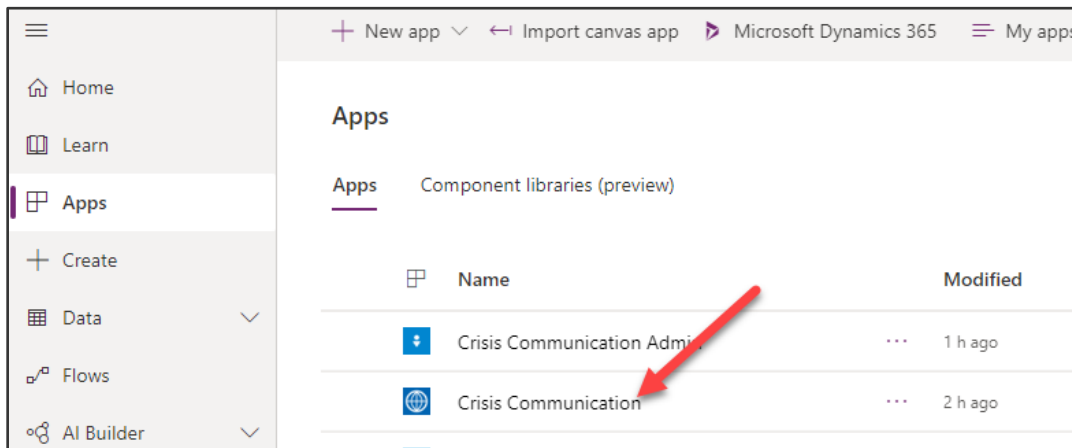 New app
Import canvas app
Microsoft Dynamics 365
My apps
Home
Learn
Apps
Create
Data
Flows
AI Builder
Apps
Apps
Component libraries (preview)
Name
Modified
Crisis Communication Admin
1 h ago
Crisis Communication
2 h ago